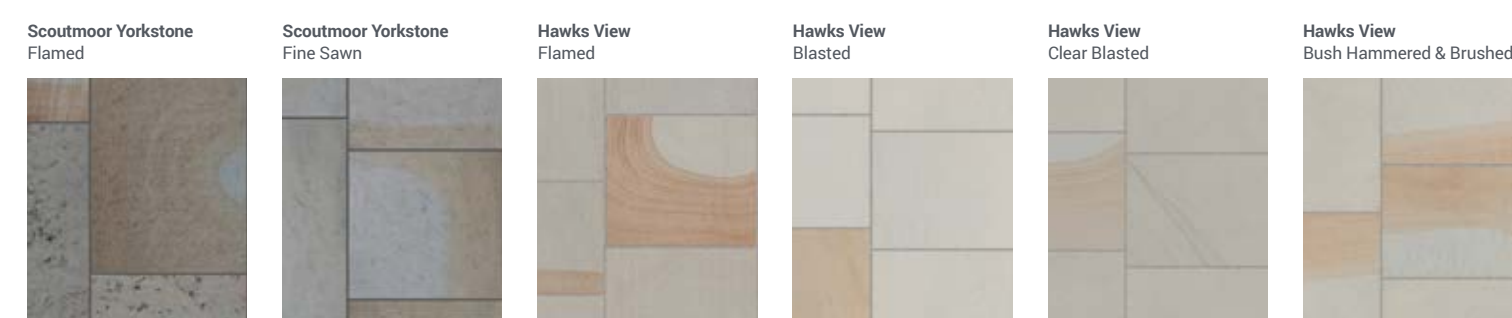 Scoutmoor Yorkstone
Flamed
Scoutmoor Yorkstone
Fine Sawn
Hawks View
Flamed
Hawks View
Blasted
Hawks View
Clear Blasted
Hawks View
Bush Hammered & Brushed